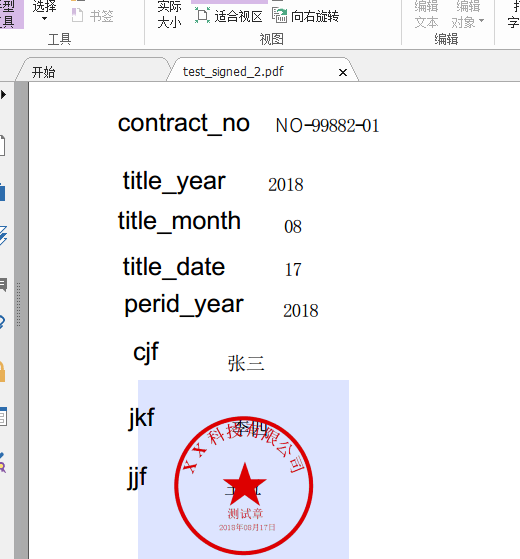 手型 选择 书签 实际 适合视区 向右旋转 编辑 编辑
工具 大小 文本 对象
工具 视图 编辑
开始 test_signed_2.pdf
contract_no NO-99882-01
title_year 2018
title_month 08
title_date 17
perid_year 2018
cjf 张三
jkf 李四
XX科技有限公司
jjf
测试章
2018年08月17日